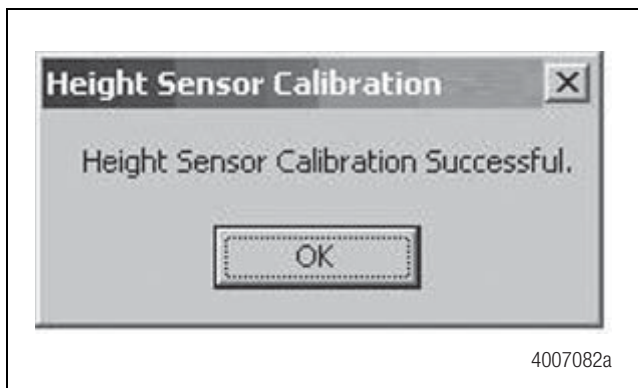 Height Sensor Calibration
Height Sensor Calibration Successful.
OK
4007082a